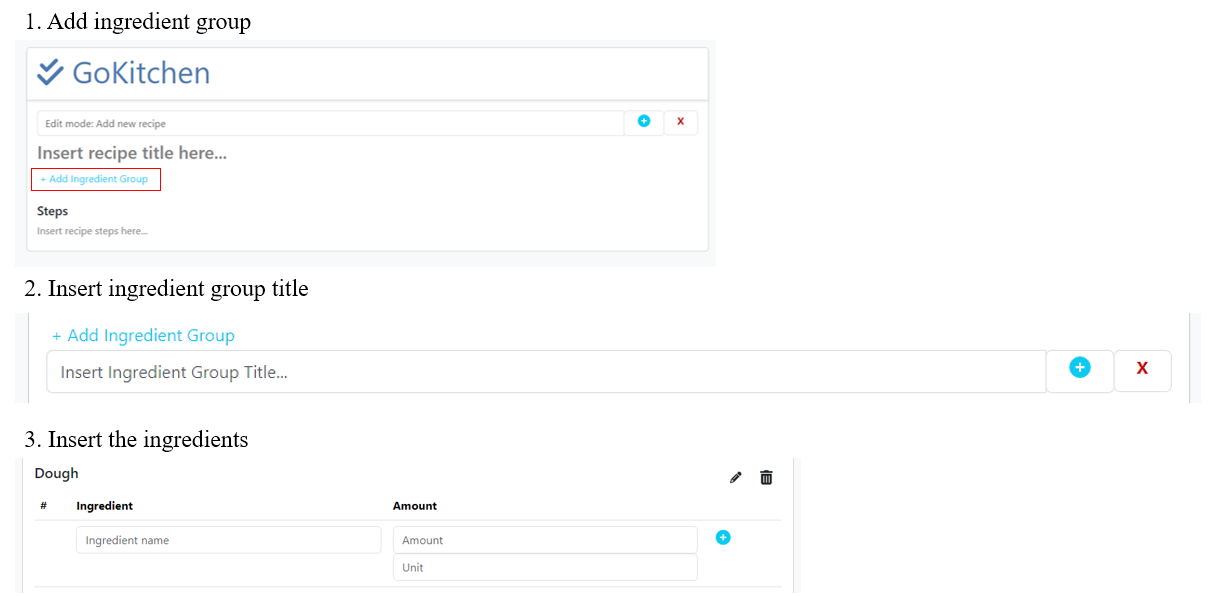 1. Add ingredient group
GoKitchen
Edit mode: Add new recipe
X
Insert recipe title here...
+ Add Ingredient Group
Steps
Insert recipe steps here...
2. Insert ingredient group title
+ Add Ingredient Group
Insert Ingredient Group Title...
X
3. Insert the ingredients
Dough
# Ingredient Amount
Ingredient name Amount
Unit